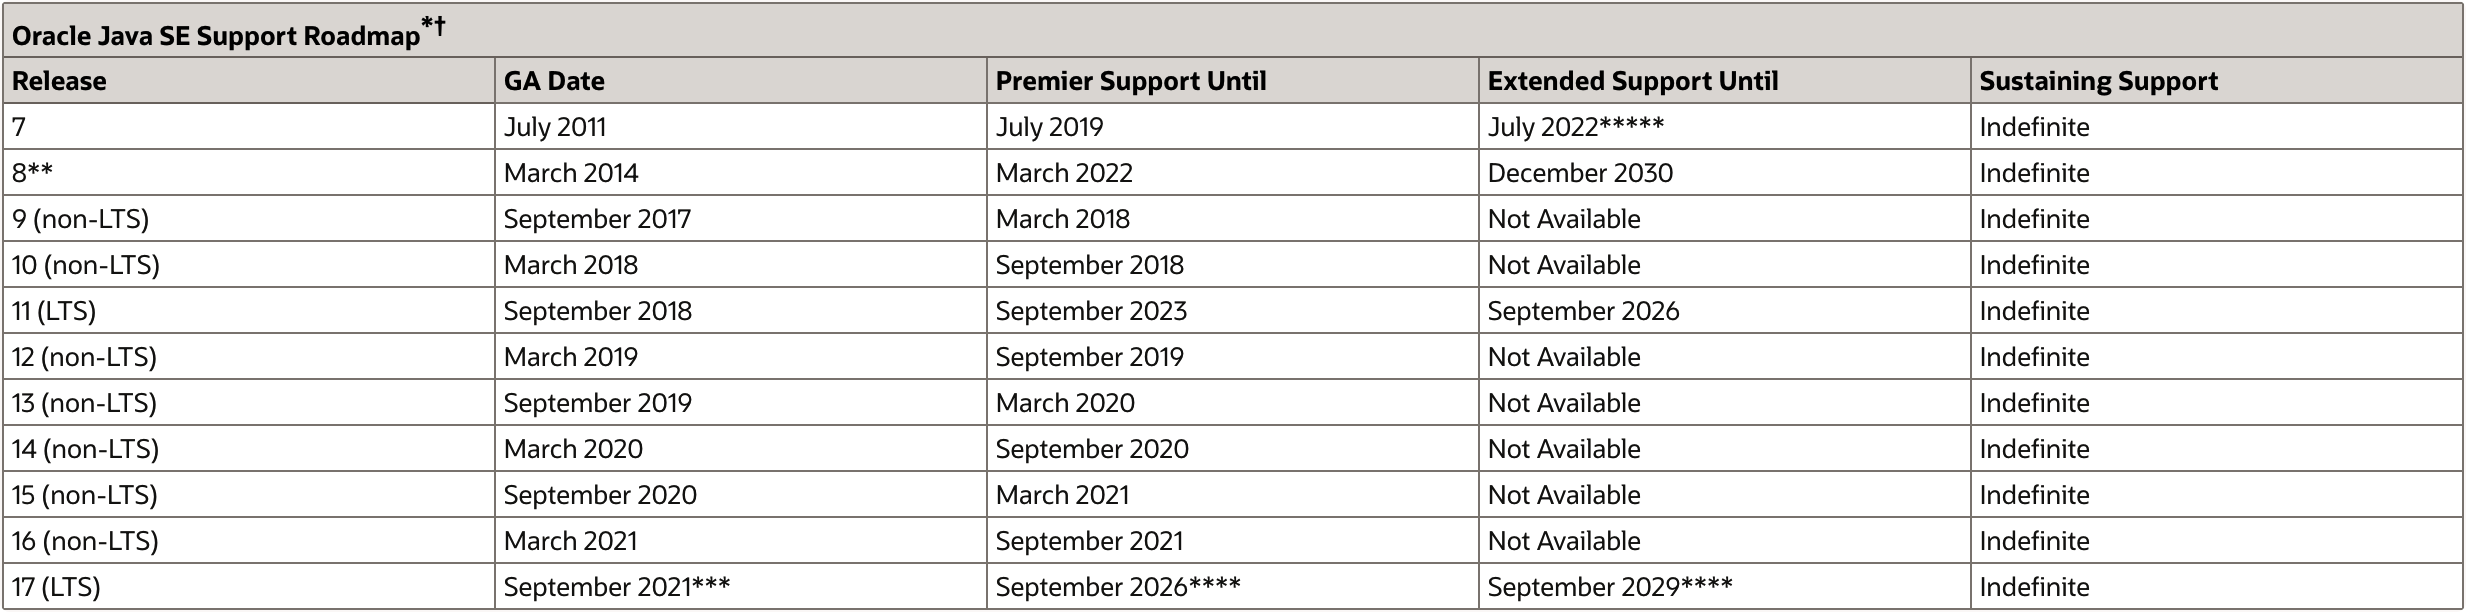 Oracle Java SE Support Roadmap*†
Release GA Date Premier Support Until Extended Support Until Sustaining Support
7 July 2011 July 2019 July 2022***** Indefinite
8** March 2014 March 2022 December 2030 Indefinite
9 (non-LTS) September 2017 March 2018 Not Available Indefinite
10 (non-LTS) March 2018 September 2018 Not Available Indefinite
11 (LTS) September 2018 September 2023 September 2026 Indefinite
12 (non-LTS) March 2019 September 2019 Not Available Indefinite
13 (non-LTS) September 2019 March 2020 Not Available Indefinite
14 (non-LTS) March 2020 September 2020 Not Available Indefinite
15 (non-LTS) September 2020 March 2021 Not Available Indefinite
16 (non-LTS) March 2021 September 2021 Not Available Indefinite
17 (LTS) September 2021*** September 2026**** September 2029**** Indefinite